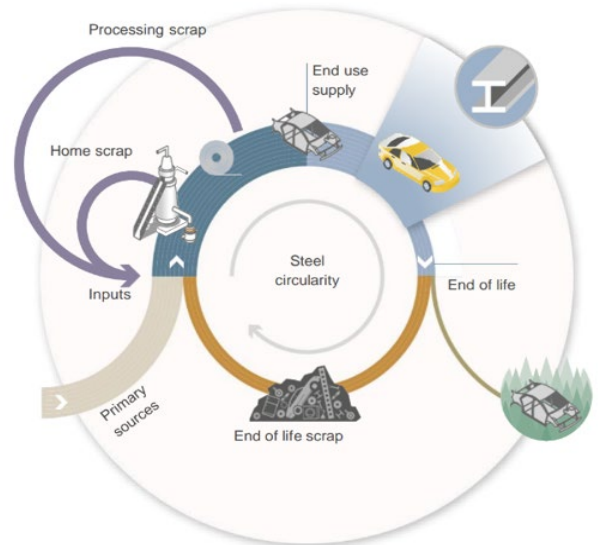 Processing scrap
End use
supply
Home scrap
Steel
circularity
Inputs
End of life
Primary
sources
End of life scrap